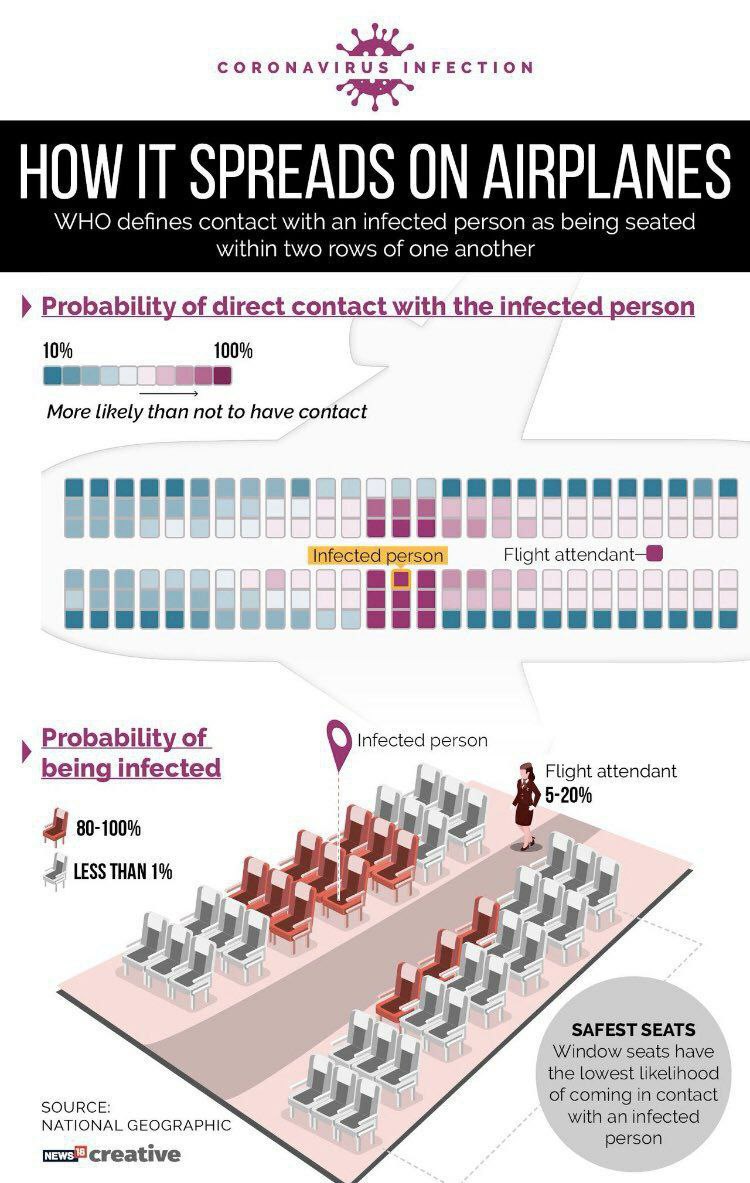 CORONAVIRUS INFECTION
HOW IT SPREADS ON AIRPLANES
WHO defines contact with an infected person as being seated
within two rows of one another
Probability of direct contact with the infected person
10% 100%
More likely than not to have contact
Infected person
Flight attendant
Probability of
being infected
Infected person
Flight attendant
5-20%
80-100%
LESS THAN 1%
SAFEST SEATS
Window seats have
the lowest likelihood
of coming in contact
with an infected
person
SOURCE:
NATIONAL GEOGRAPHIC
NEWS18 creative